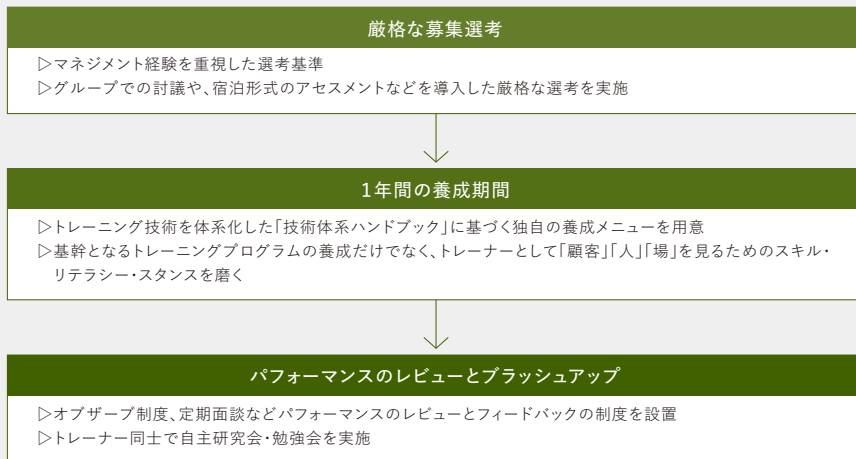 厳格な募集選考
▷マネジメント経験を重視した選考基準
▷グループでの討議や、宿泊形式のアセスメントなどを導入した厳格な選考を実施
1年間の養成期間
▷トレーニング技術を体系化した「技術体系ハンドブック」に基づく独自の養成メニューを用意
▷基幹となるトレーニングプログラムの養成だけでなく、トレーナーとして「顧客」「人」「場」を見るためのスキル・
リテラシー・スタンスを磨く
パフォーマンスのレビューとブラッシュアップ
▷オブザーブ制度、定期面談などパフォーマンスのレビューとフィードバックの制度を設置
▷トレーナー同士で自主研究会・勉強会を実施